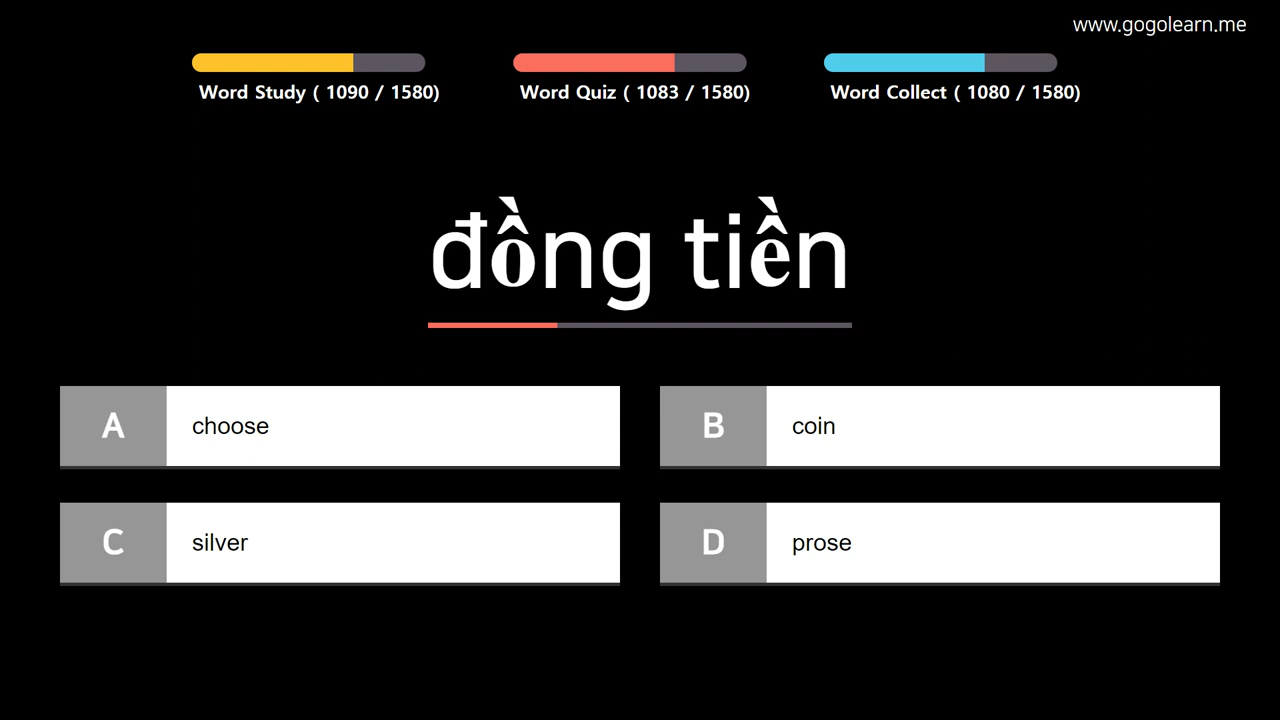 www.gogolearn.me
Word Study ( 1090 / 1580)
Word Quiz ( 1083 / 1580)
Word Collect ( 1080 / 1580)
đồng tiền
A choose
B coin
C silver
D prose